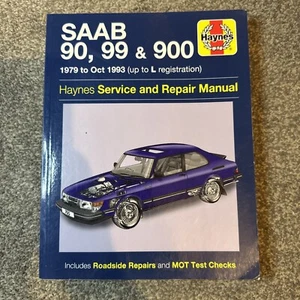 SAAB
90, 99 & 900
Haynes
1979 to Oct 1993 (up to L registration)
Haynes Service and Repair Manual
Includes Roadside Repairs and MOT Test Checks